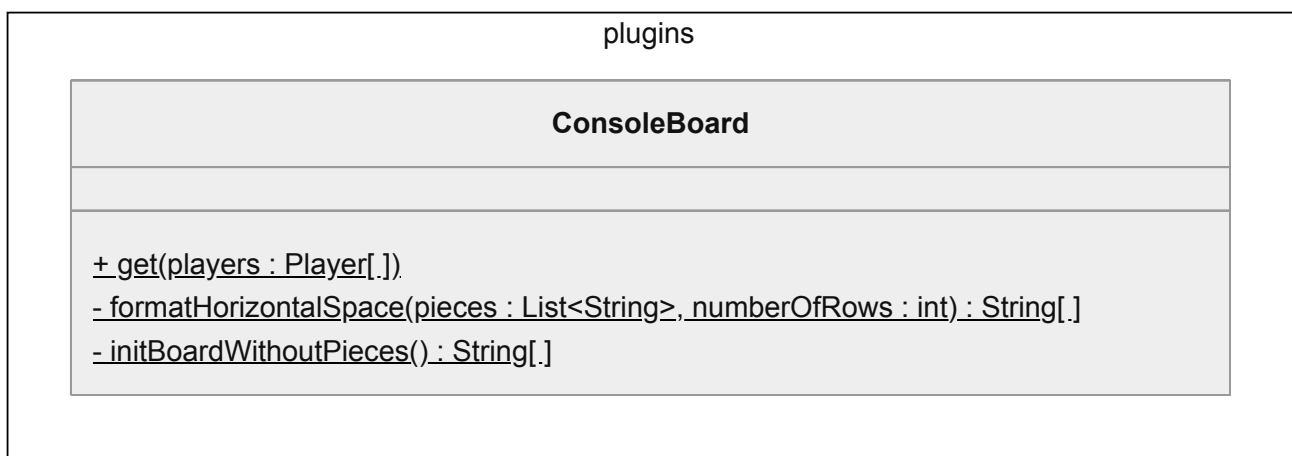 plugins
ConsoleBoard
+ get(players : Player[ ])
- formatHorizontalSpace(pieces : List<String>, numberOfRows : int) : String[ ]
- initBoardWithoutPieces() : String[ ]